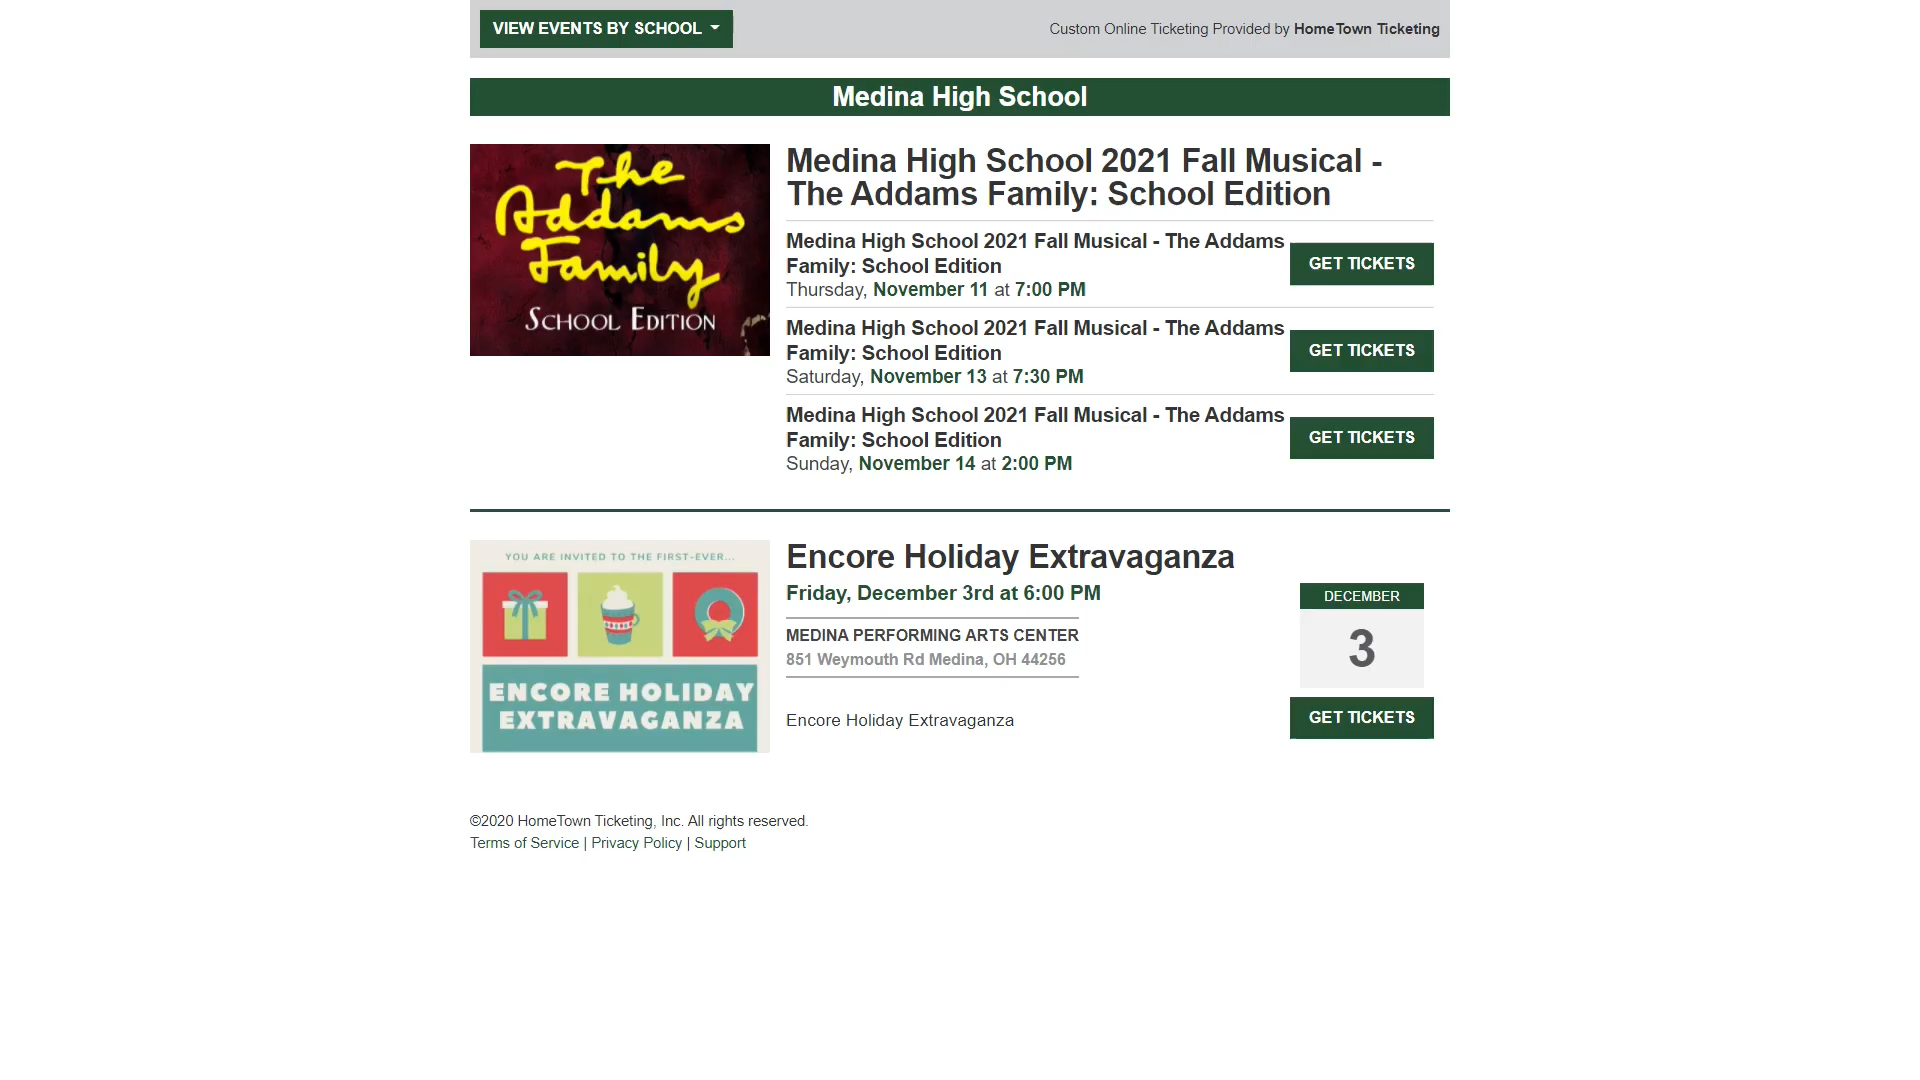 VIEW EVENTS BY SCHOOL
Custom Online Ticketing Provided by HomeTown Ticketing
Medina High School
The
Addams
Family
SCHOOL EDITION
Medina High School 2021 Fall Musical -
The Addams Family: School Edition
Medina High School 2021 Fall Musical - The Addams
Family: School Edition
Thursday, November 11 at 7:00 PM
GET TICKETS
Medina High School 2021 Fall Musical - The Addams
Family: School Edition
Saturday, November 13 at 7:30 PM
GET TICKETS
Medina High School 2021 Fall Musical - The Addams
Family: School Edition
Sunday, November 14 at 2:00 PM
GET TICKETS
YOU ARE INVITED TO THE FIRST-EVER...
ENCORE HOLIDAY
EXTRAVAGANZA
Encore Holiday Extravaganza
Friday, December 3rd at 6:00 PM
MEDINA PERFORMING ARTS CENTER
851 Weymouth Rd Medina, OH 44256
Encore Holiday Extravaganza
DECEMBER
3
GET TICKETS
©2020 HomeTown Ticketing, Inc. All rights reserved.
Terms of Service | Privacy Policy | Support